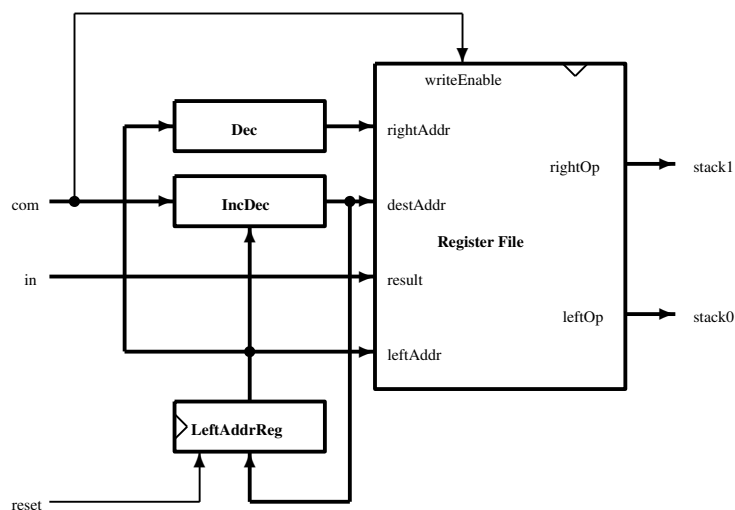 writeEnable
Dec
rightAddr
rightOp
stack1
com
IncDec
destAddr
Register File
in
result
leftOp
stack0
leftAddr
LeftAddrReg
reset